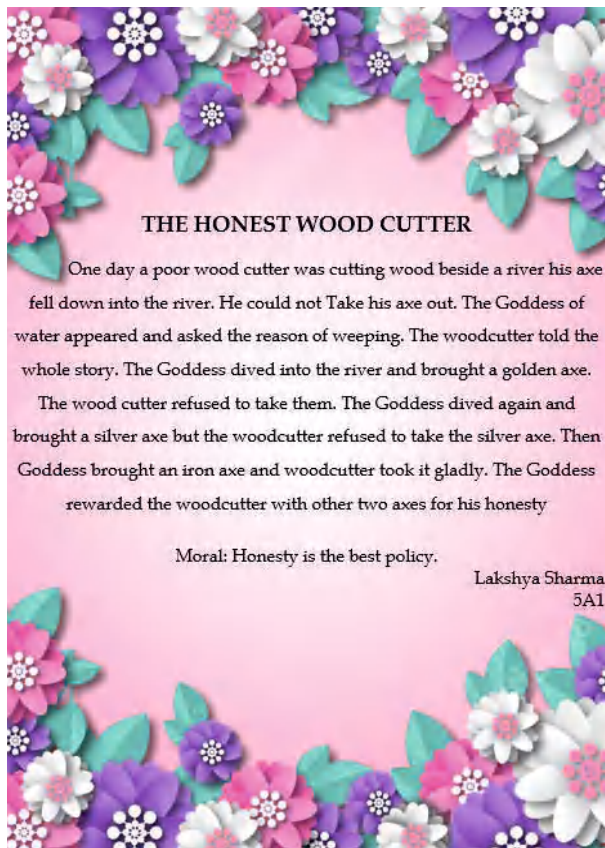 THE HONEST WOOD CUTTER
One day a poor wood cutter was cutting wood beside a river his axe
fell down into the river. He could not Take his axe out. The Goddess of
water appeared and asked the reason of weeping. The woodcutter told the
whole story. The Goddess dived into the river and brought a golden axe.
The wood cutter refused to take them. The Goddess dived again and
brought a silver axe but the woodcutter refused to take the silver axe. Then
Goddess brought an iron axe and woodcutter took it gladly. The Goddess
rewarded the woodcutter with other two axes for his honesty
Moral: Honesty is the best policy.
Lakshya Sharma
5A1